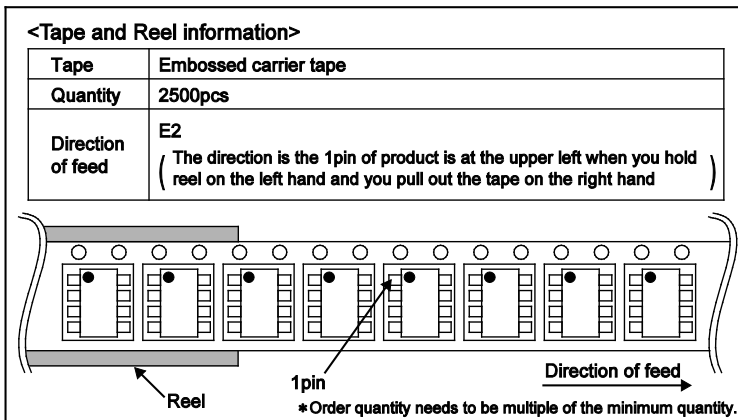 <Tape and Reel information>
Tape Embossed carrier tape
Quantity 2500pcs
Direction of feed E2
( The direction is the 1pin of product is at the upper left when you hold
reel on the left hand and you pull out the tape on the right hand )
Direction of feed
1pin
Reel
*Order quantity needs to be multiple of the minimum quantity.